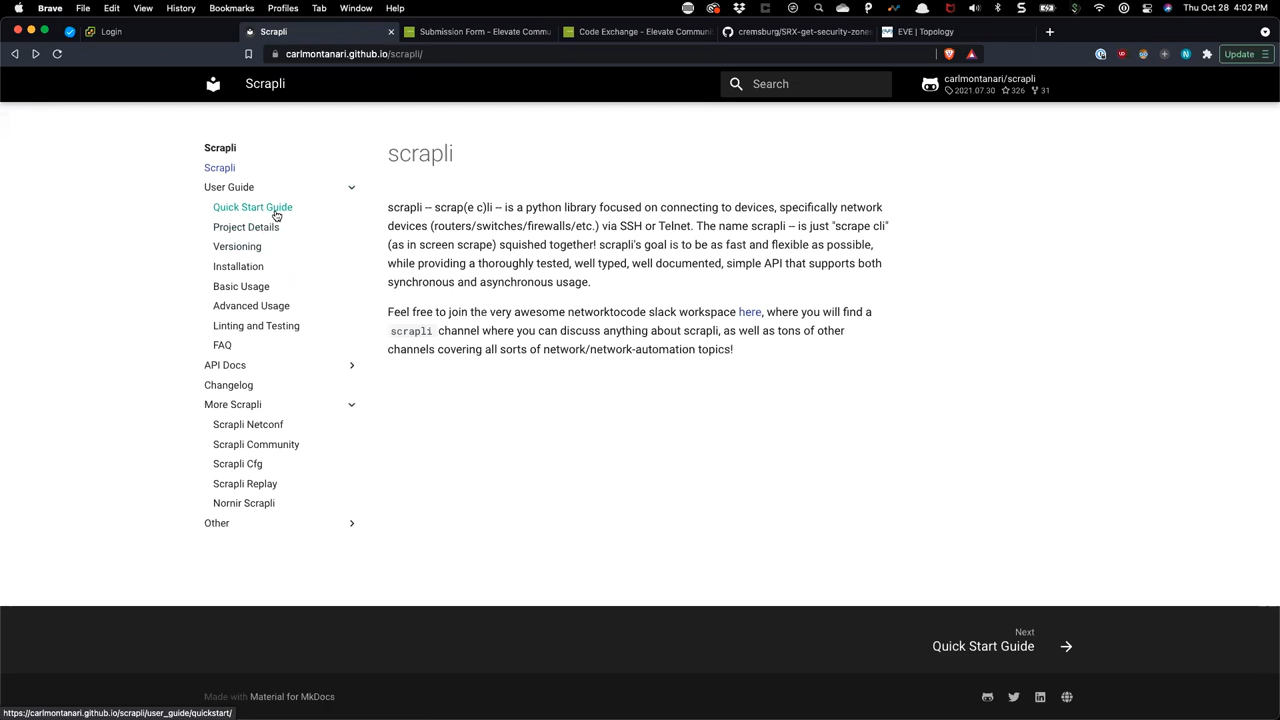 Brave File Edit View History Bookmarks Profiles Tab Window Help
Thu Oct 28 4:02 PM
Login
Scrapli
Submission Form – Elevate Commu
Code Exchange – Elevate Communi
cremsburg/SRX-get-security-zone
EVE | Topology
carlmontanari.github.io/scrapli/
Update
Scrapli
Search
carlmontanari/scrapli
2021.07.30 326 31
Scrapli
Scrapli
User Guide
Quick Start Guide
Project Details
Versioning
Installation
Basic Usage
Advanced Usage
Linting and Testing
FAQ
API Docs
Changelog
More Scrapli
Scrapli Netconf
Scrapli Community
Scrapli Cfg
Scrapli Replay
Nornir Scrapli
Other
scrapli
scrapli -- scrap(e c)li -- is a python library focused on connecting to devices, specifically network
devices (routers/switches/firewalls/etc.) via SSH or Telnet. The name scrapli -- is just "scrape cli"
(as in screen scrape) squished together! scrapli's goal is to be as fast and flexible as possible,
while providing a thoroughly tested, well typed, well documented, simple API that supports both
synchronous and asynchronous usage.
Feel free to join the very awesome networktocode slack workspace here, where you will find a
scrapli channel where you can discuss anything about scrapli, as well as tons of other
channels covering all sorts of network/network-automation topics!
Next
Quick Start Guide
Made with Material for MkDocs
https://carlmontanari.github.io/scrapli/user_guide/quickstart/